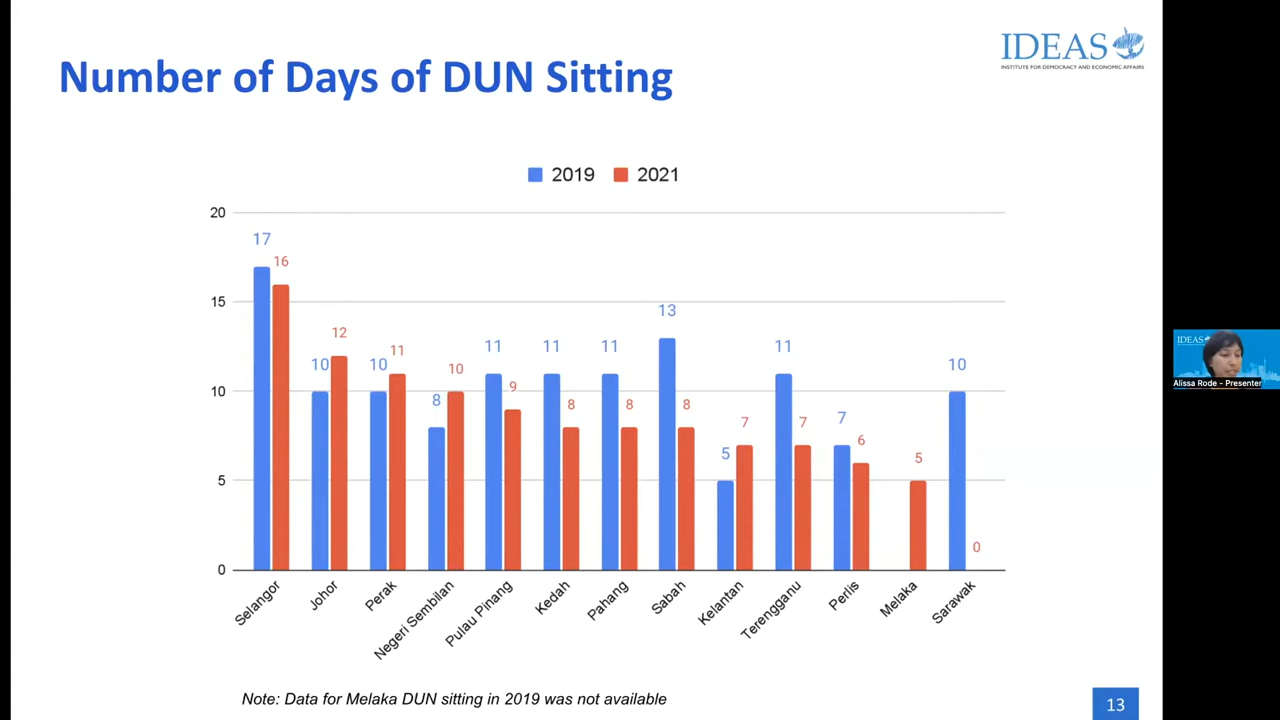 IDEAS
INSTITUTE FOR DEMOCRACY AND ECONOMIC AFFAIRS
Number of Days of DUN Sitting
2019 2021
20
15
10
5
0
17 16
10 12
10 11
8 10
11 9
11 8
11 8
13 8
5 7
11 7
7 6
5
10 0
Selangor
Johor
Perak
Negeri Sembilan
Pulau Pinang
Kedah
Pahang
Sabah
Kelantan
Terengganu
Perlis
Melaka
Sarawak
Note: Data for Melaka DUN sitting in 2019 was not available
13
IDEAS
Alissa Rode - Presenter